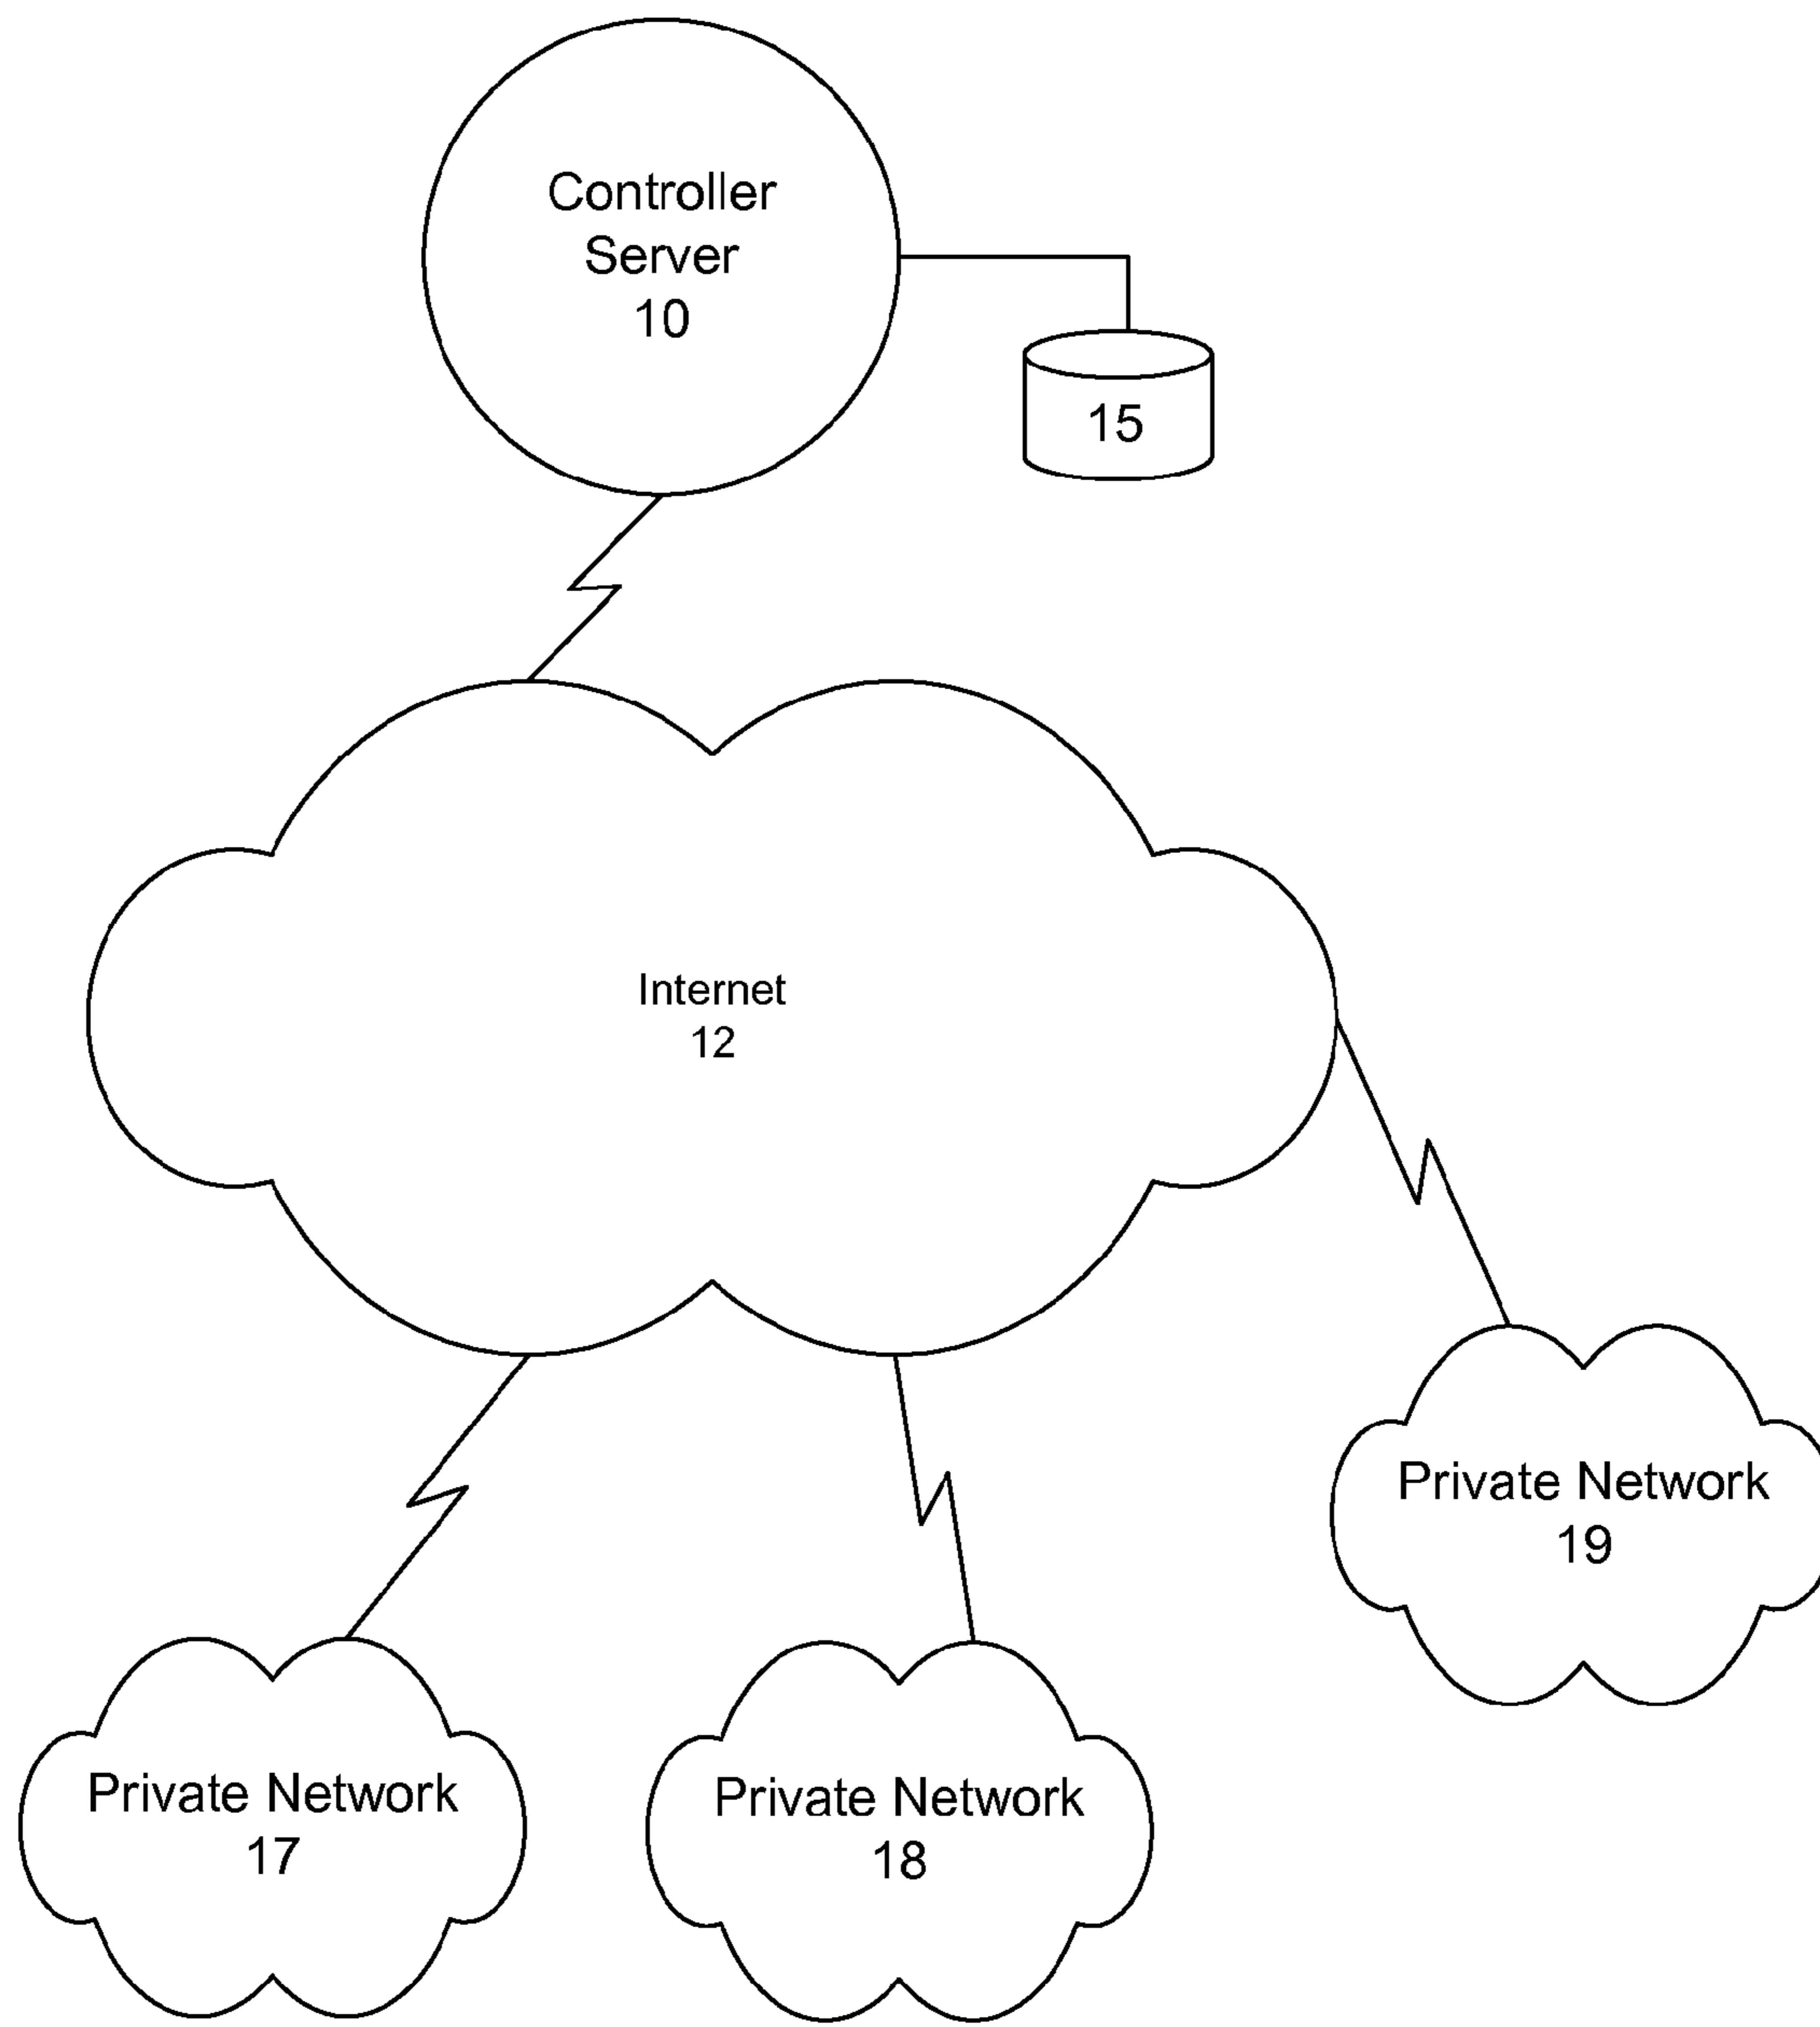 Controller
Server
10
15
Internet
12
Private Network
19
Private Network
17
Private Network
18